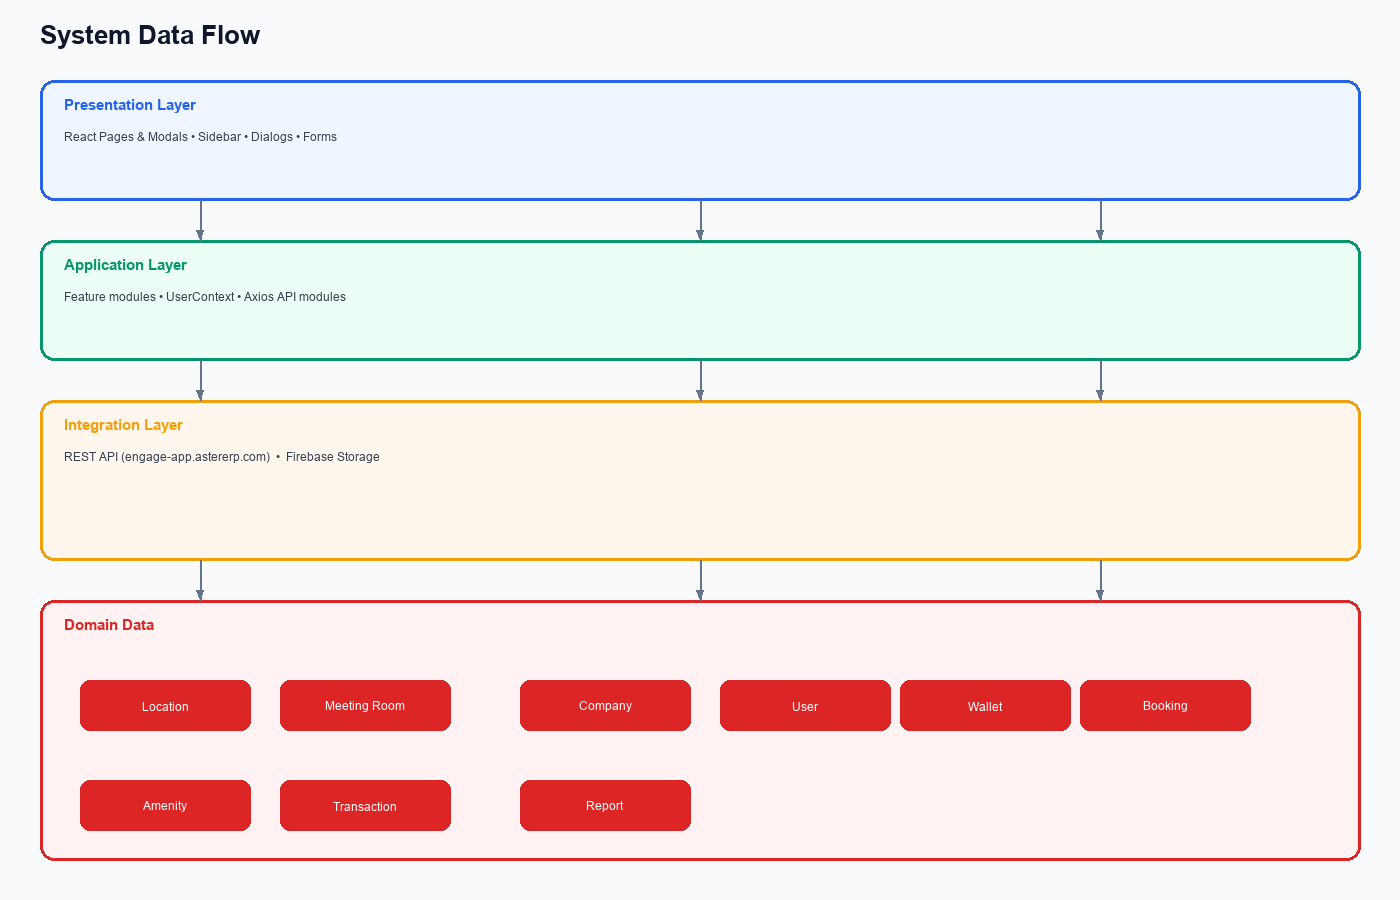 System Data Flow
Presentation Layer
React Pages & Modals • Sidebar • Dialogs • Forms
Application Layer
Feature modules • UserContext • Axios API modules
Integration Layer
REST API (engage-app.astererp.com) • Firebase Storage
Domain Data
Location
Meeting Room
Company
User
Wallet
Booking
Amenity
Transaction
Report